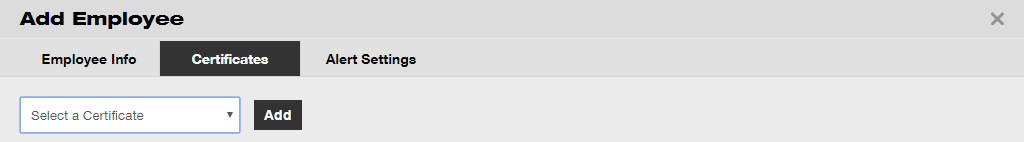 Add Employee
Employee Info Certificates Alert Settings
Select a Certificate Add